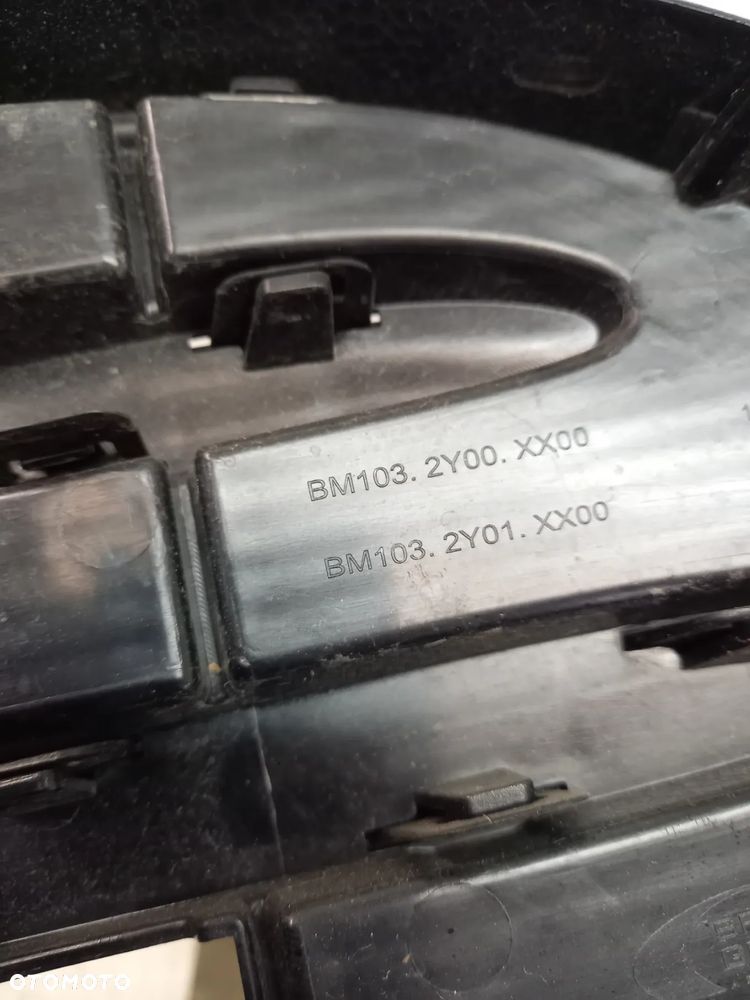 BM103. 2Y00. XX00
BM103. 2Y01. XX00
OTOMOTO